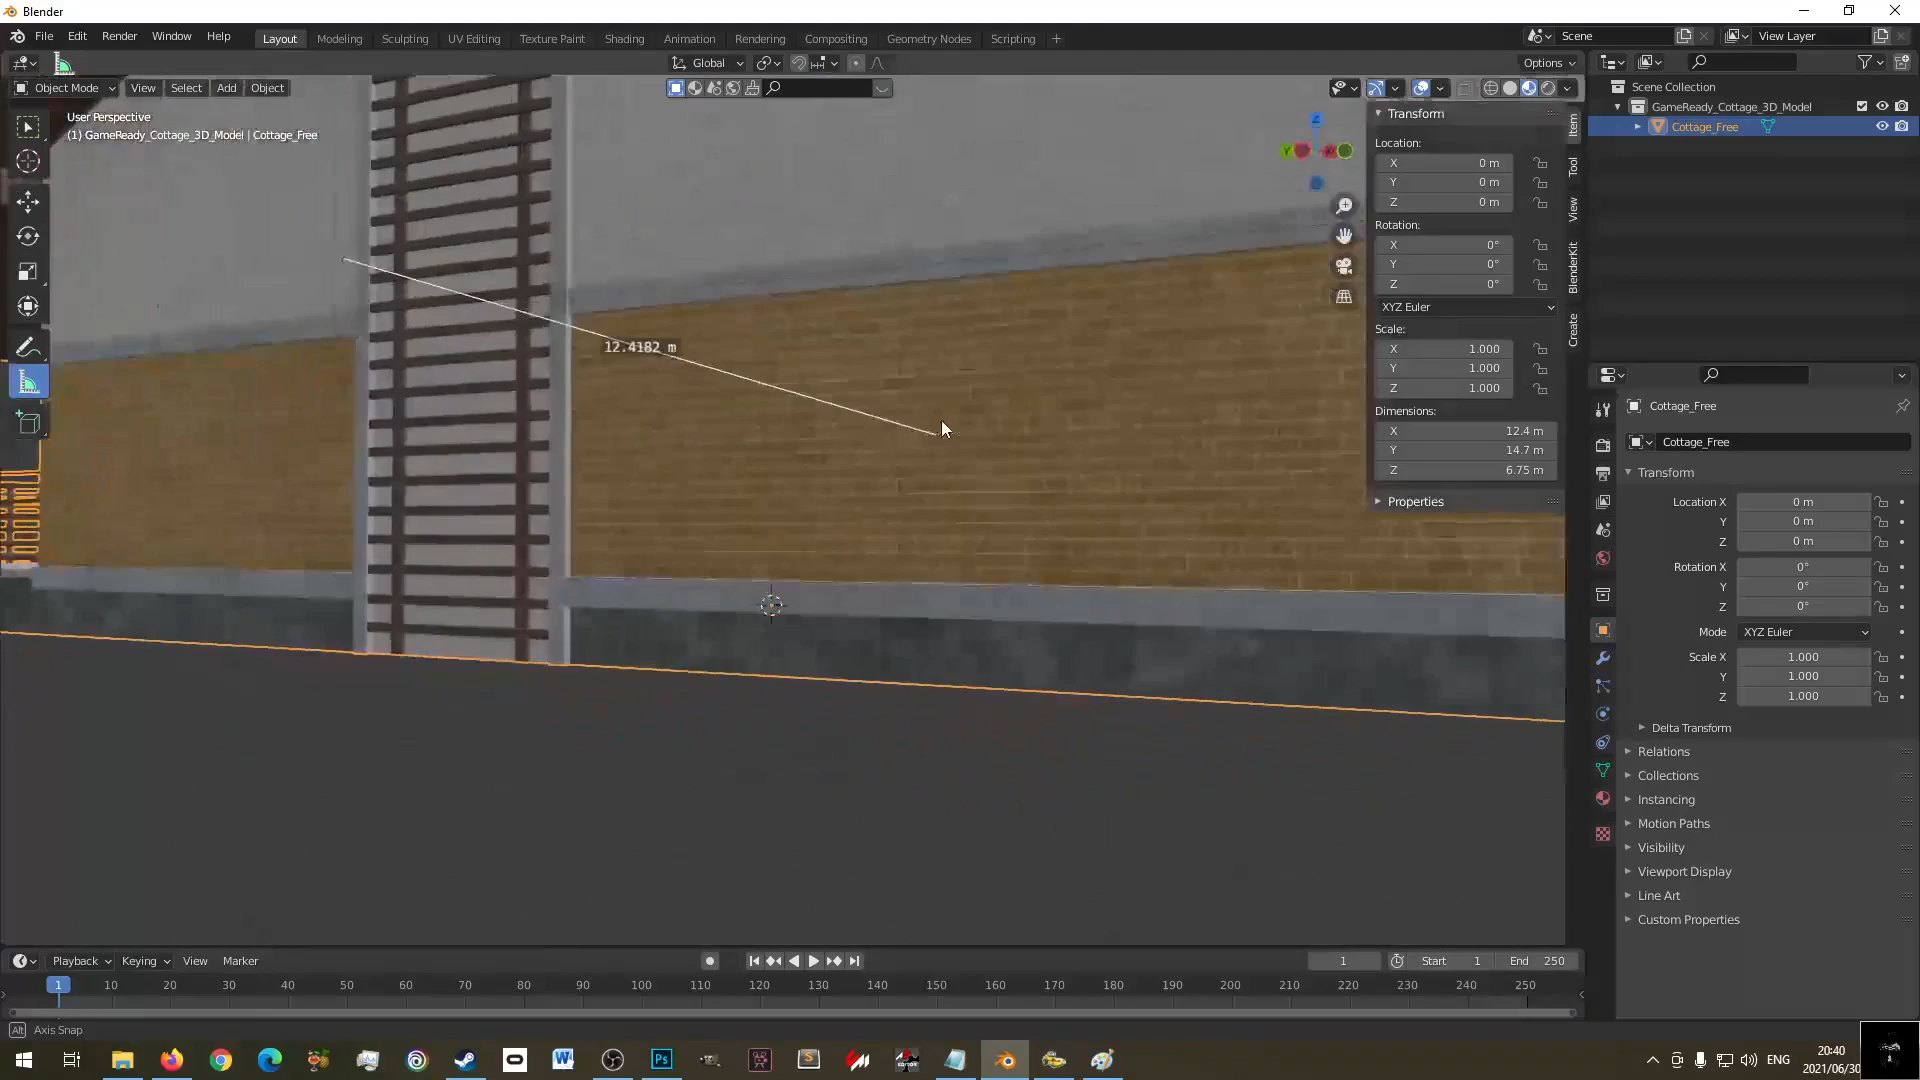 Blender
File Edit Render Window Help
Layout Modeling Sculpting UV Editing Texture Paint Shading Animation Rendering Compositing Geometry Nodes Scripting +
Scene
View Layer
Global
Options
Object Mode View Select Add Object
User Perspective
(1) GameReady_Cottage_3D_Model | Cottage_Free
Z
Y
12.4182 m
Transform
Location:
X 0 m
Y 0 m
Z 0 m
Rotation:
X 0°
Y 0°
Z 0°
XYZ Euler
Scale:
X 1.000
Y 1.000
Z 1.000
Dimensions:
X 12.4 m
Y 14.7 m
Z 6.75 m
Properties
Item
Tool
View
BlenderKit
Create
Scene Collection
GameReady_Cottage_3D_Model
Cottage_Free
Cottage_Free
Cottage_Free
Transform
Location X 0 m
Y 0 m
Z 0 m
Rotation X 0°
Y 0°
Z 0°
Mode XYZ Euler
Scale X 1.000
Y 1.000
Z 1.000
Delta Transform
Relations
Collections
Instancing
Motion Paths
Visibility
Viewport Display
Line Art
Custom Properties
Playback Keying View Marker
1 Start 1 End 250
1 10 20 30 40 50 60 70 80 90 100 110 120 130 140 150 160 170 180 190 200 210 220 230 240 250
Alt Axis Snap
ENG
20:40
2021/06/30